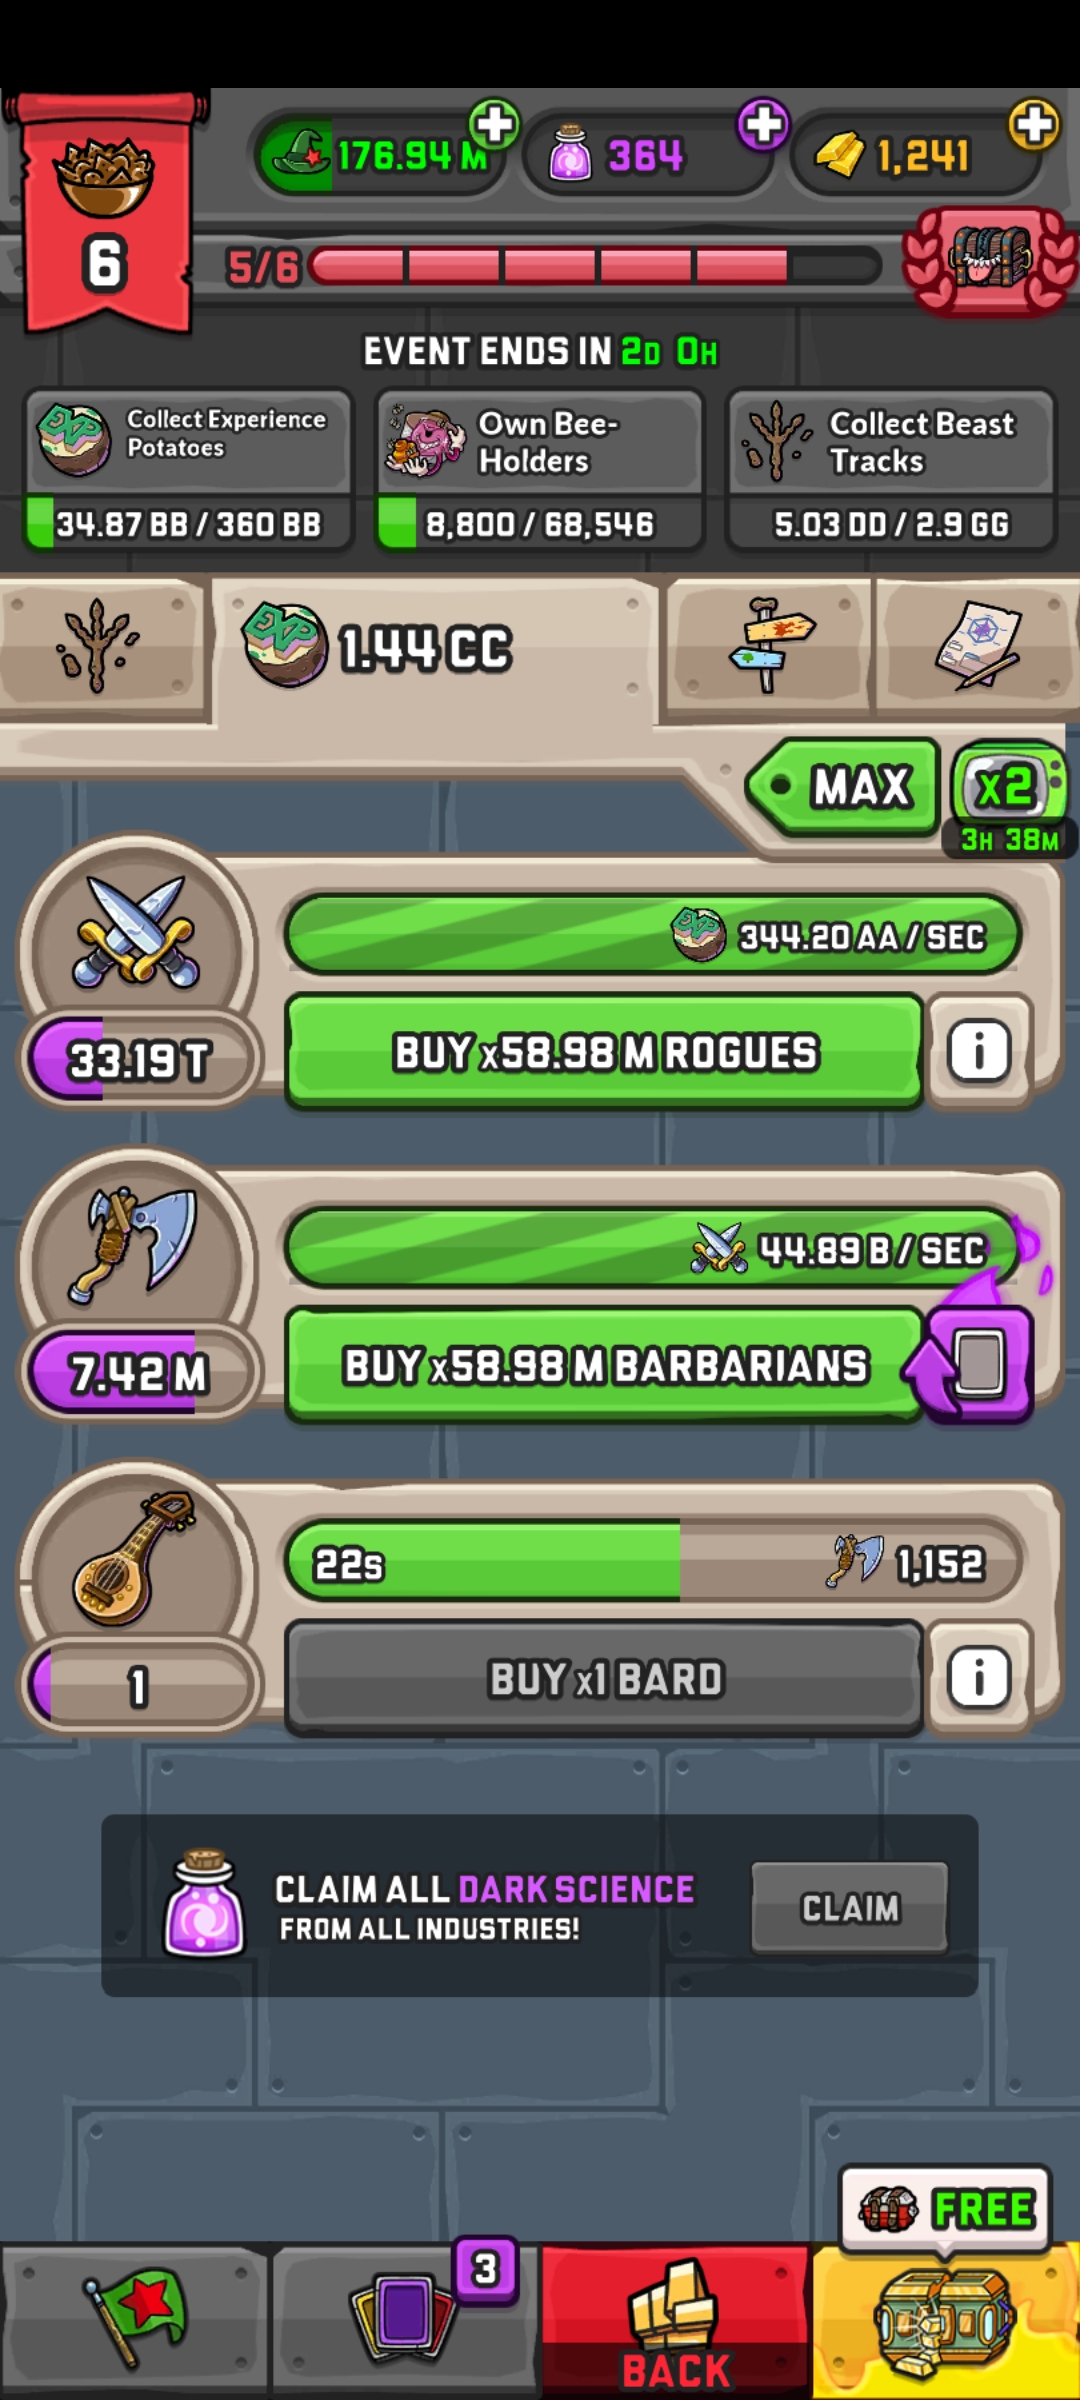 176.94 M
364
1,241
6
5/6
EVENT ENDS IN 2D 0H
Collect Experience Potatoes
34.87 BB / 360 BB
Own Bee-Holders
8,800 / 68,546
Collect Beast Tracks
5.03 DD / 2.9 GG
EXP
1.44 CC
MAX
x2
3H 38M
344.20 AA / SEC
33.19 T
BUY x58.98 M ROGUES
i
44.89 B / SEC
7.42 M
BUY x58.98 M BARBARIANS
22s
1,152
1
BUY x1 BARD
i
CLAIM ALL DARK SCIENCE
FROM ALL INDUSTRIES!
CLAIM
FREE
3
BACK